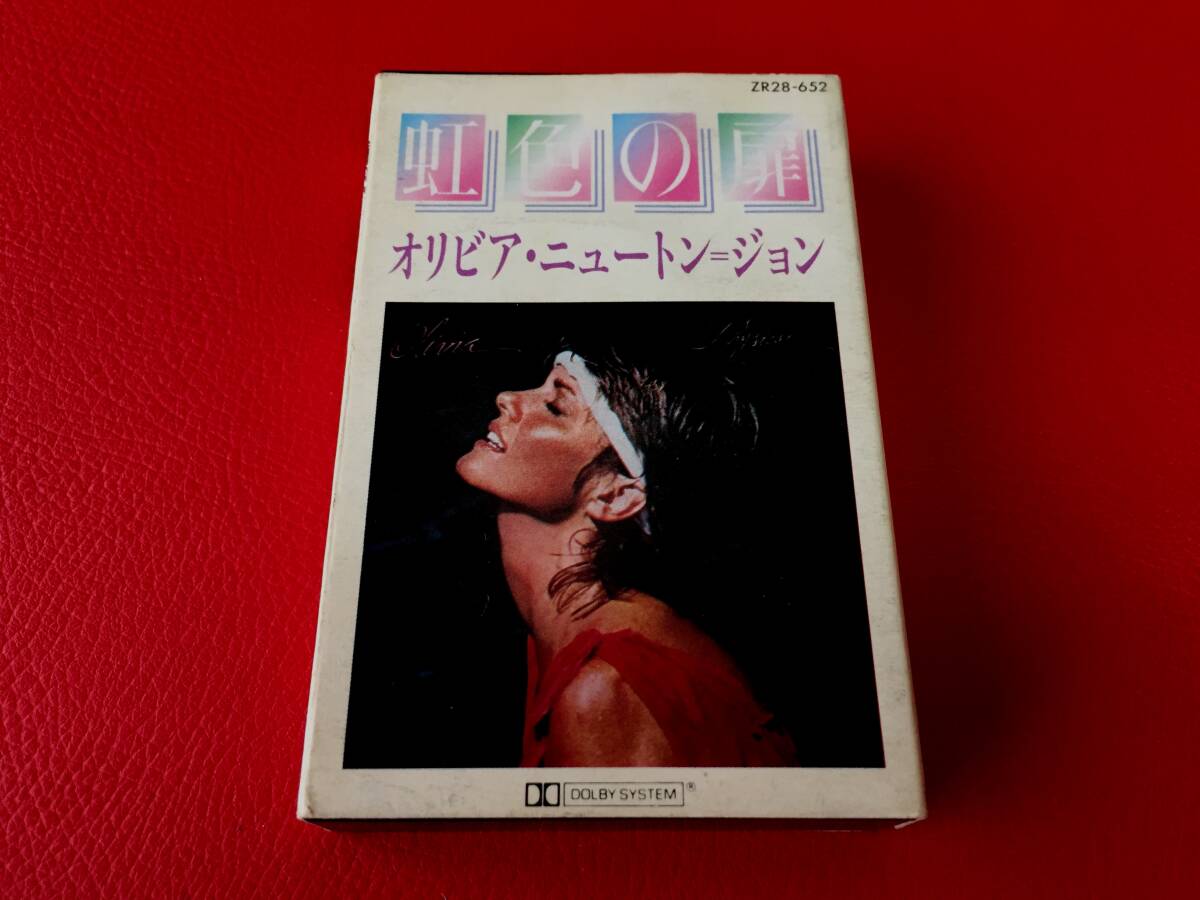 ZR28-652
虹色の扉
オリビア・ニュートン=ジョン
Olivia
DOLBY SYSTEM®